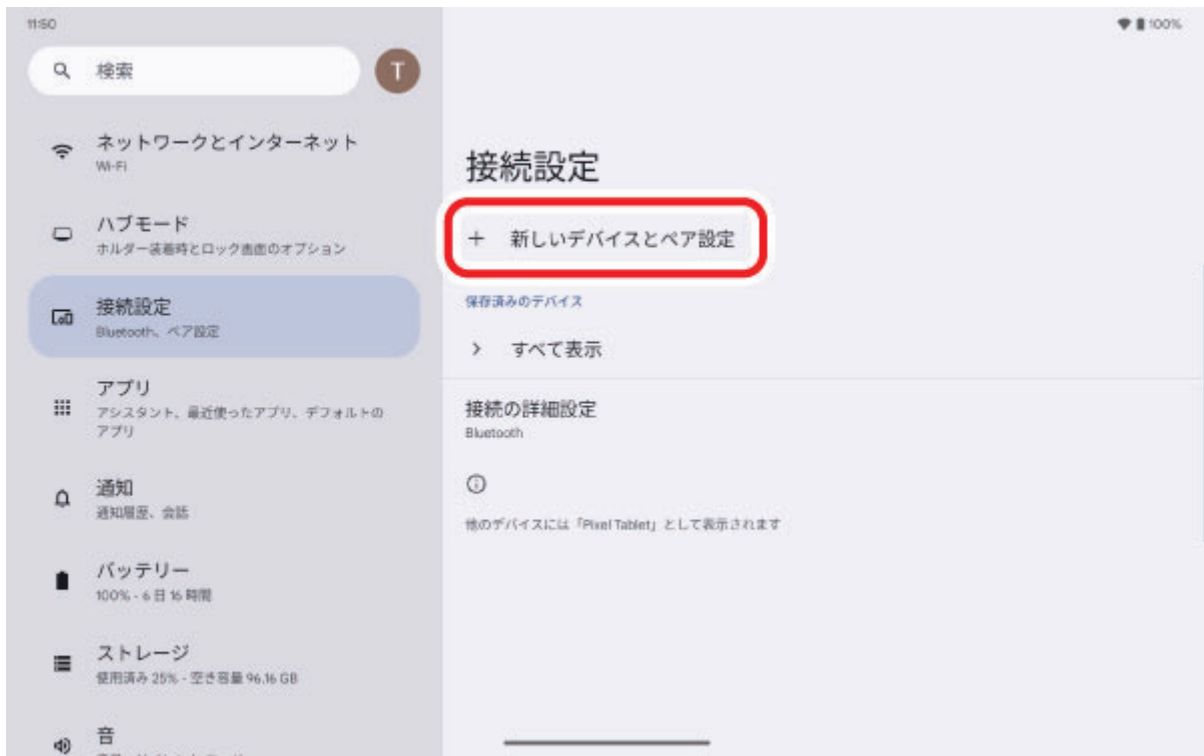 11:50
100%
検索
T
ネットワークとインターネット
Wi-Fi
ハブモード
ホルダー装着時とロック画面のオプション
接続設定
Bluetooth、ペア設定
アプリ
アシスタント、最近使ったアプリ、デフォルトの
アプリ
通知
通知履歴、会話
バッテリー
100% - 6 日 16 時間
ストレージ
使用済み 25% - 空き容量 96.16 GB
音
接続設定
+ 新しいデバイスとペア設定
保存済みのデバイス
すべて表示
接続の詳細設定
Bluetooth
他のデバイスには「Pixel Tablet」として表示されます